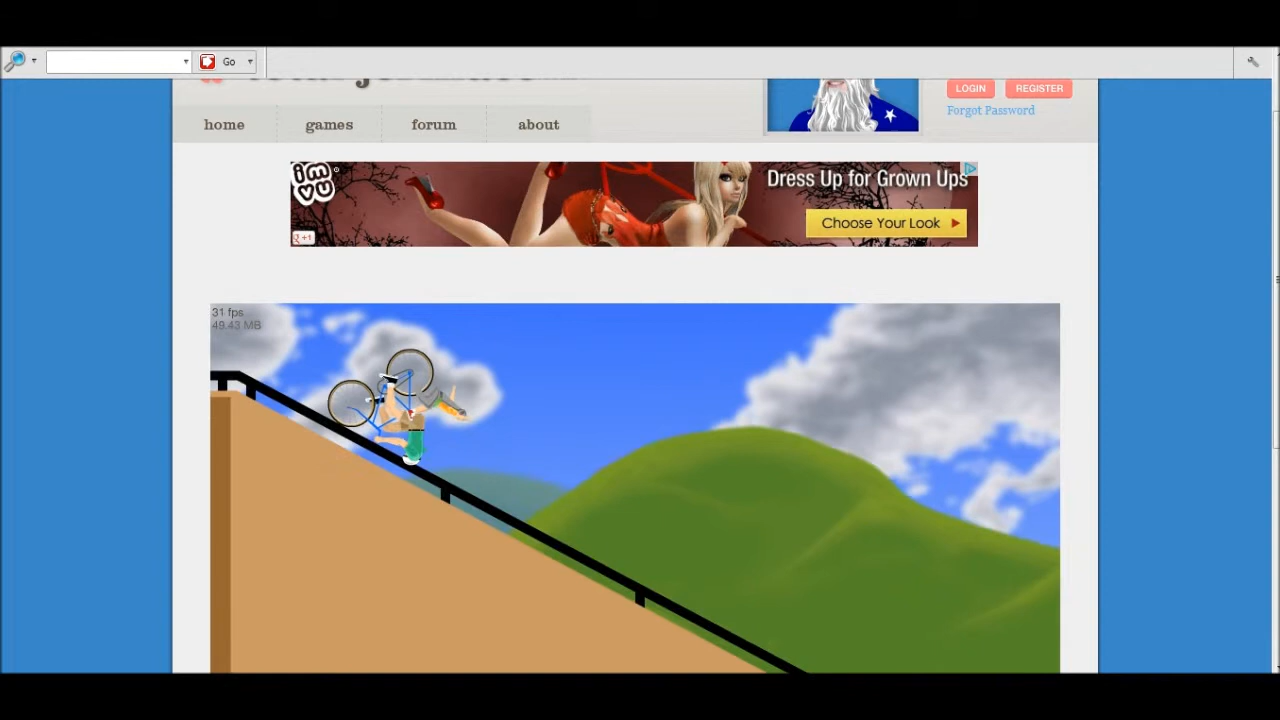 Go
LOGIN REGISTER
Forgot Password
home games forum about
imvu
Dress Up for Grown Ups
Choose Your Look
+1
31 fps
49.43 MB